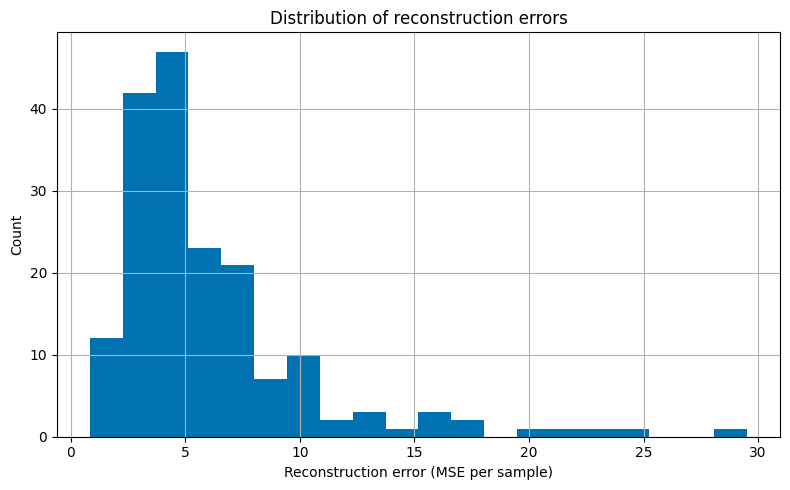 Distribution of reconstruction errors
40
30
20
10
0
Count
0 5 10 15 20 25 30
Reconstruction error (MSE per sample)